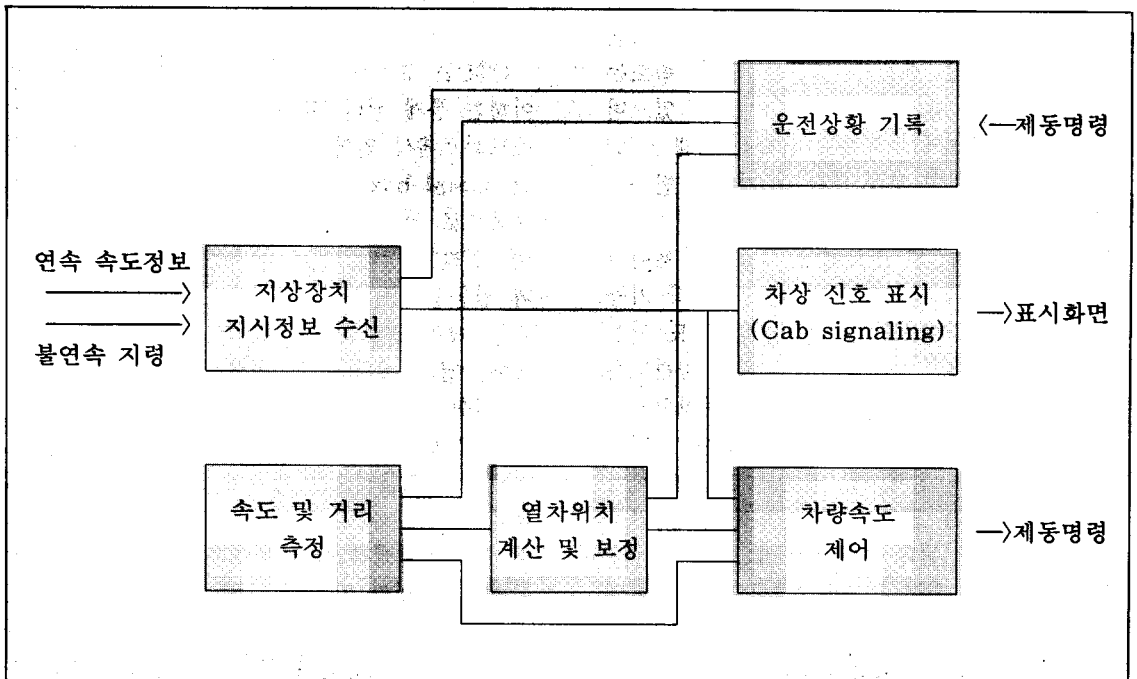 운전상황 기록
<—제동명령
연속 속도정보
불연속 지령
지상장치
지시정보 수신
차상 신호 표시
(Cab signaling)
—>표시화면
속도 및 거리
측정
열차위치
계산 및 보정
차량속도
제어
—>제동명령